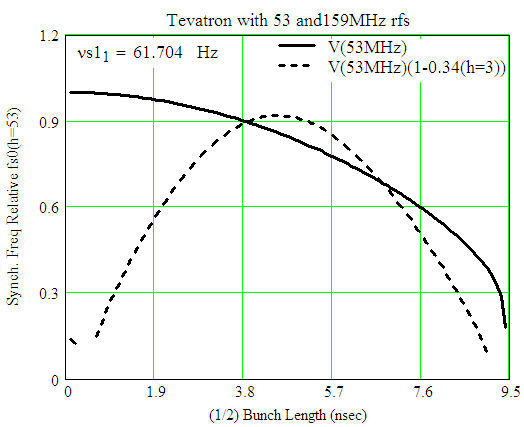 Tevatron with 53 and159MHz rfs
νs1₁ = 61.704 Hz
V(53MHz)
V(53MHz)(1-0.34(h=3))
Synch. Freq Relative fs0(h=53)
1.2
0.9
0.6
0.3
0
0 1.9 3.8 5.7 7.6 9.5
(1/2) Bunch Length (nsec)